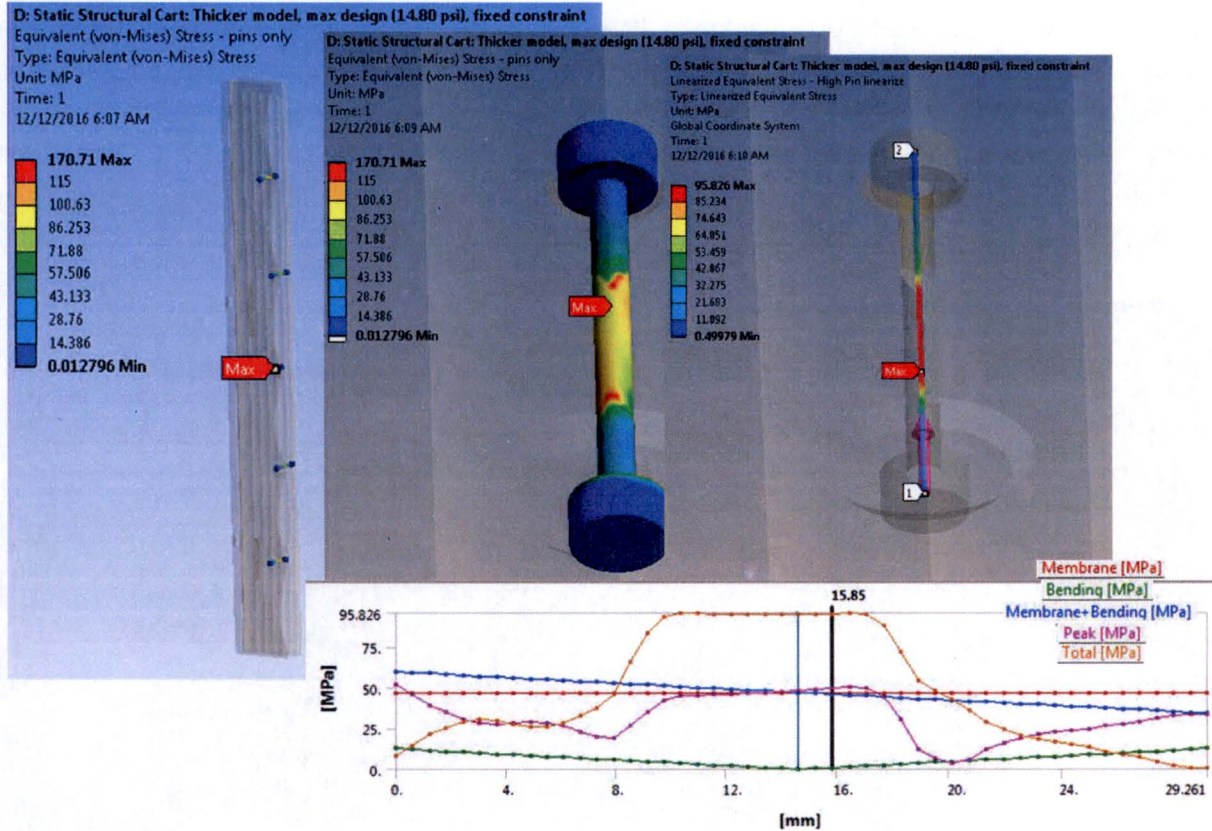 D: Static Structural Cart: Thicker model, max design (14.80 psi), fixed constraint
Equivalent (von-Mises) Stress - pins only
Type: Equivalent (von-Mises) Stress
Unit: MPa
Time: 1
12/12/2016 6:07 AM
170.71 Max
115
100.63
86.253
71.88
57.506
43.133
28.76
14.386
0.012796 Min
Max
D: Static Structural Cart: Thicker model, max design (14.80 psi), fixed constraint
Equivalent (von-Mises) Stress - pins only
Type: Equivalent (von-Mises) Stress
Unit: MPa
Time: 1
12/12/2016 6:09 AM
170.71 Max
115
100.63
86.253
71.88
57.506
43.133
28.76
14.386
0.012796 Min
Max
D: Static Structural Cart: Thicker model, max design (14.80 psi), fixed constraint
Linearized Equivalent Stress - High Pin linearize
Type: Linearized Equivalent Stress
Unit: MPa
Global Coordinate System
Time: 1
12/12/2016 6:10 AM
95.826 Max
85.234
74.643
64.051
53.459
42.867
32.275
21.683
11.092
0.49979 Min
2
Max
1
Membrane [MPa]
Bending [MPa]
Membrane+Bending [MPa]
Peak [MPa]
Total [MPa]
15.85
95.826
75.
50.
25.
0.
[MPa]
0.
4.
8.
12.
16.
20.
24.
29.261
[mm]